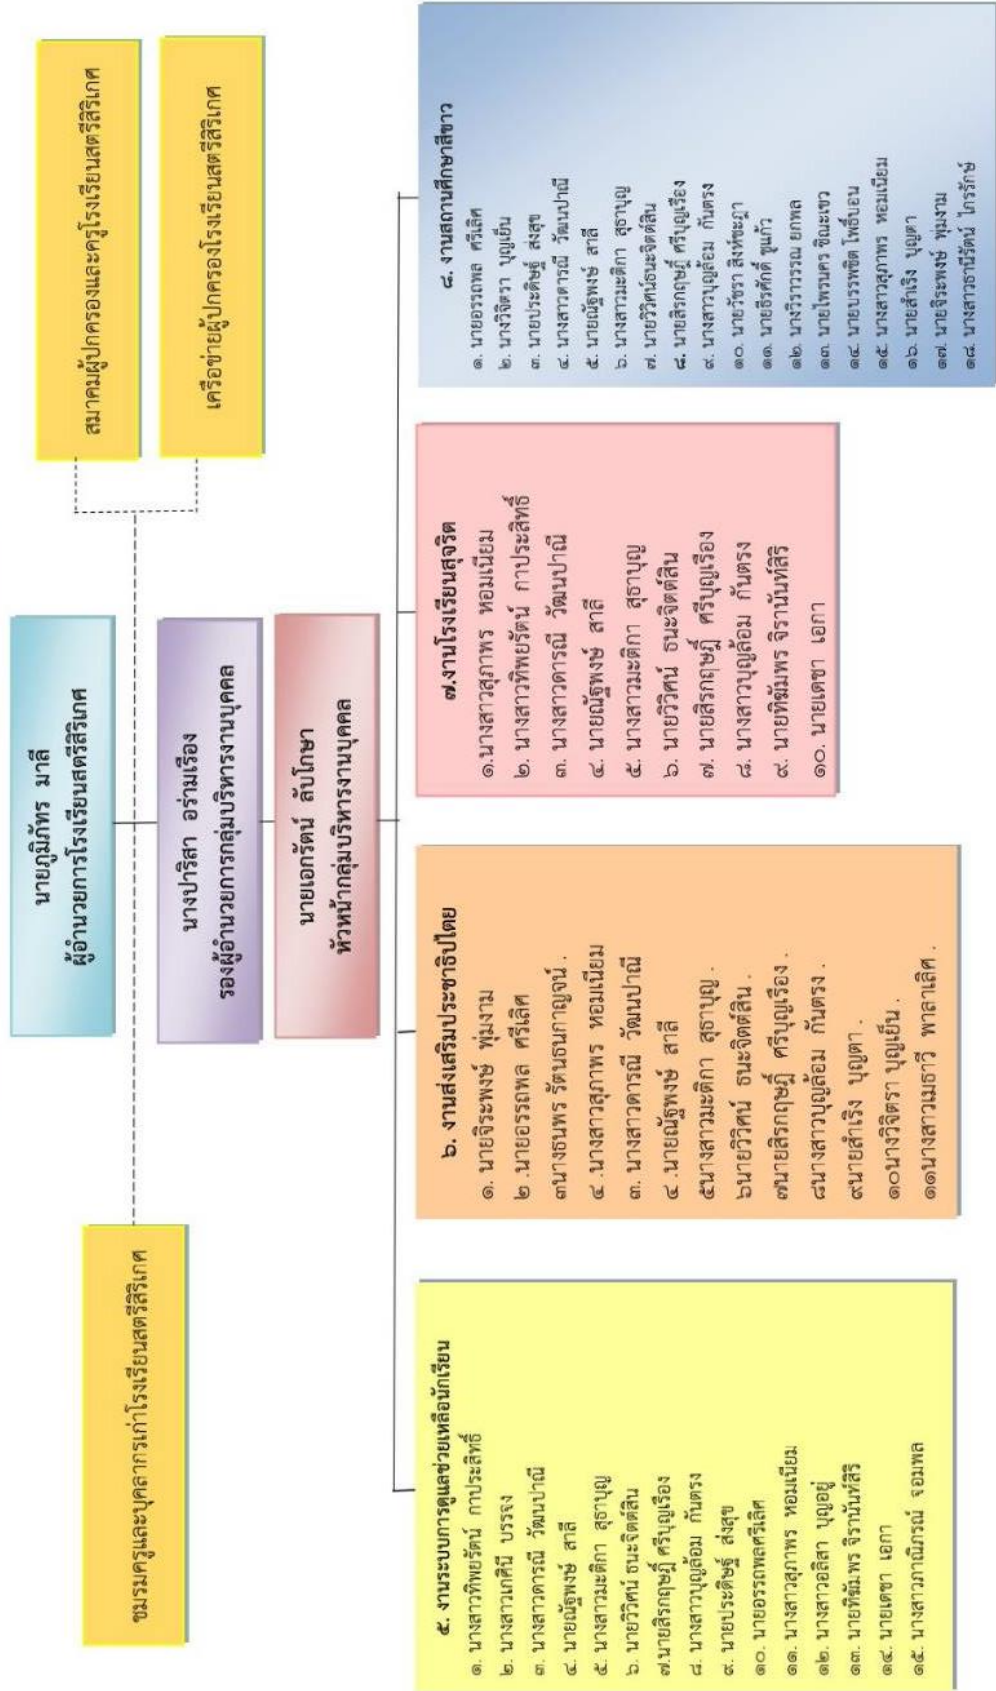 นายภูมิภัทร มาลี
ผู้อำนวยการโรงเรียนสตรีสิริเกศ
นางปาริสา อร่ามเรือง
รองผู้อำนวยการกลุ่มบริหารงานบุคคล
นายเอกรัตน์ ลับโกษา
หัวหน้ากลุ่มบริหารงานบุคคล
ชมรมครูและบุคลากรเก่าโรงเรียนสตรีสิริเกศ
สมาคมผู้ปกครองและครูโรงเรียนสตรีสิริเกศ
เครือข่ายผู้ปกครองโรงเรียนสตรีสิริเกศ
๕. งานระบบการดูแลช่วยเหลือนักเรียน
๑. นางสาวทิพยรัตน์ กาประสิทธิ์
๒. นางสาวเกศินี บรรจง
๓. นางสาวดารณี วัฒนปาณี
๔. นายณัฐพงษ์ สาลี
๕. นางสาวมะติกา สุธาบุญ
๖. นายวิวิศน์ ธนะจิตต์สิน
๗.นายสิรกฤษฎิ์ ศรีบุญเรือง
๘. นางสาวบุญล้อม กันตรง
๙. นายประดิษฐ์ ส่งสุข
๑๐. นายอรรถพลศรีเลิศ
๑๑. นางสาวสุภาพร หอมเนียม
๑๒. นางสาวอลิสา บุญอยู่
๑๓. นายทิฆัมพร จิรานันท์สิริ
๑๔. นายเดชา เอกา
๑๕. นางสาวภาณิภรณ์ จอมพล
๖. งานส่งเสริมประชาธิปไตย
๑. นายจิระพงษ์ พุ่มงาม
๒ .นายอรรถพล ศรีเลิศ
๓นางธนพร รัตนธนกาญจน์ .
๔ .นางสาวสุภาพร หอมเนียม
๓. นางสาวดารณี วัฒนปาณี
๔ .นายณัฐพงษ์ สาลี
๕นางสาวมะติกา สุธาบุญ .
๖นายวิวิศน์ ธนะจิตต์สิน .
๗นายสิรกฤษฎิ์ ศรีบุญเรือง .
๘นางสาวบุญล้อม กันตรง .
๙นายสำเริง บุญตา .
๑๐นางวิจิตรา บุญเย็น .
๑๑นางสาวเมธาวี พาลาเลิศ .
๗.งานโรงเรียนสุจริต
๑.นางสาวสุภาพร หอมเนียม
๒. นางสาวทิพยรัตน์ กาประสิทธิ์
๓. นางสาวดารณี วัฒนปาณี
๔. นายณัฐพงษ์ สาลี
๕. นางสาวมะติกา สุธาบุญ
๖. นายวิวิศน์ ธนะจิตต์สิน
๗. นายสิรกฤษฎิ์ ศรีบุญเรือง
๘. นางสาวบุญล้อม กันตรง
๙. นายทิฆัมพร จิรานันท์สิริ
๑๐. นายเดชา เอกา
๘. งานสถานศึกษาสีขาว
๑. นายอรรถพล ศรีเลิศ
๒. นางวิจิตรา บุญเย็น
๓. นายประดิษฐ์ ส่งสุข
๔. นางสาวดารณี วัฒนปาณี
๕. นายณัฐพงษ์ สาลี
๖. นางสาวมะติกา สุธาบุญ
๗. นายวิวิศน์ธนะจิตต์สิน
๘. นายสิรกฤษฎิ์ ศรีบุญเรือง
๙. นางสาวบุญล้อม กันตรง
๑๐. นายวัชรา สิงห์ชะฎา
๑๑. นายธีรศักดิ์ ชูแก้ว
๑๒. นางวิราวรรณ ยกพล
๑๓. นายไพรนคร ชิณะเขว
๑๔. นายบรรพชิต โพธิ์บอน
๑๕. นางสาวสุภาพร หอมเนียม
๑๖. นายสำเริง บุญตา
๑๗. นายจิระพงษ์ พุ่มงาม
๑๘. นางสาวธานีรัตน์ ไกรรักษ์